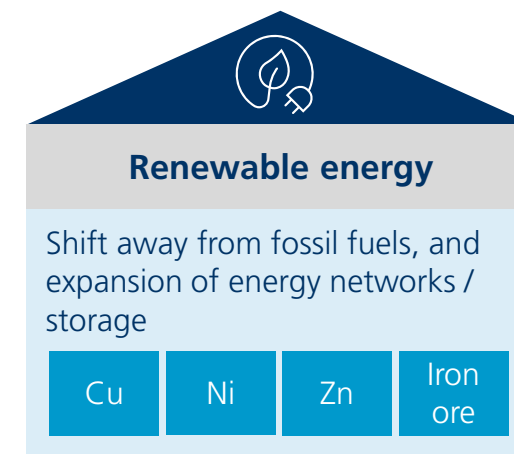 Renewable energy
Shift away from fossil fuels, and
expansion of energy networks /
storage
Cu
Ni
Zn
Iron
ore